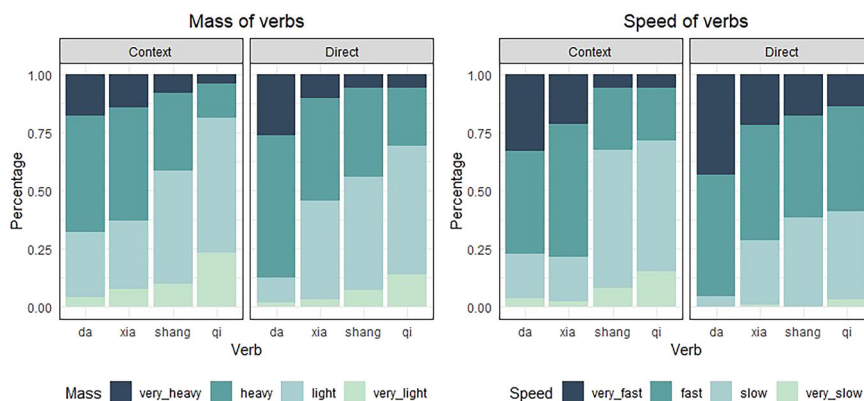 Mass of verbs
Context Direct
1.00
0.75
0.50
0.25
0.00
Percentage
da xia shang qi da xia shang qi
Verb
Mass very_heavy heavy light very_light
Speed of verbs
Context Direct
1.00
0.75
0.50
0.25
0.00
Percentage
da xia shang qi da xia shang qi
Verb
Speed very_fast fast slow very_slow